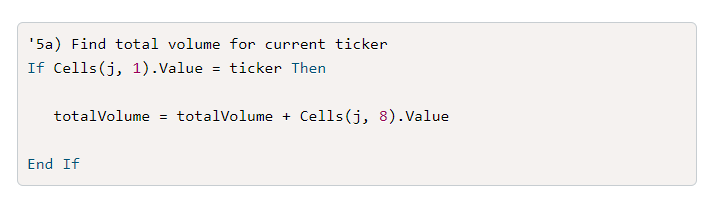 '5a) Find total volume for current ticker
If Cells(j, 1).Value = ticker Then
totalVolume = totalVolume + Cells(j, 8).Value
End If